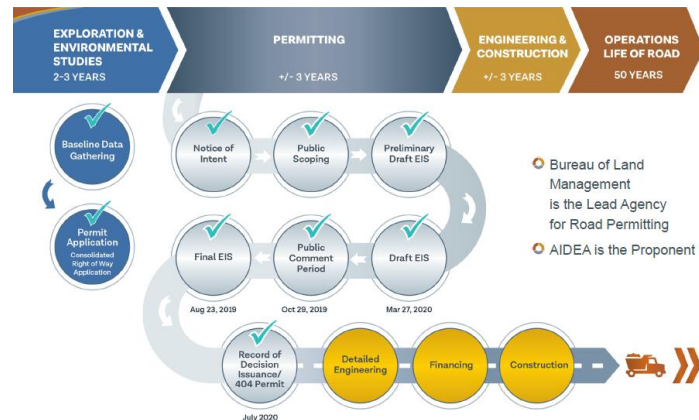 EXPLORATION &
ENVIRONMENTAL
STUDIES
2-3 YEARS
PERMITTING
+/- 3 YEARS
ENGINEERING &
CONSTRUCTION
+/- 3 YEARS
OPERATIONS
LIFE OF ROAD
50 YEARS
Baseline Data
Gathering
Permit
Application
Consolidated
Right of Way
Application
Notice of
Intent
Public
Scoping
Preliminary
Draft EIS
Final EIS
Aug 23, 2019
Public
Comment
Period
Oct 29, 2019
Draft EIS
Mar 27, 2020
Record of
Decision
Issuance/
404 Permit
July 2020
Detailed
Engineering
Financing
Construction
Bureau of Land
Management
is the Lead Agency
for Road Permitting
AIDEA is the Proponent